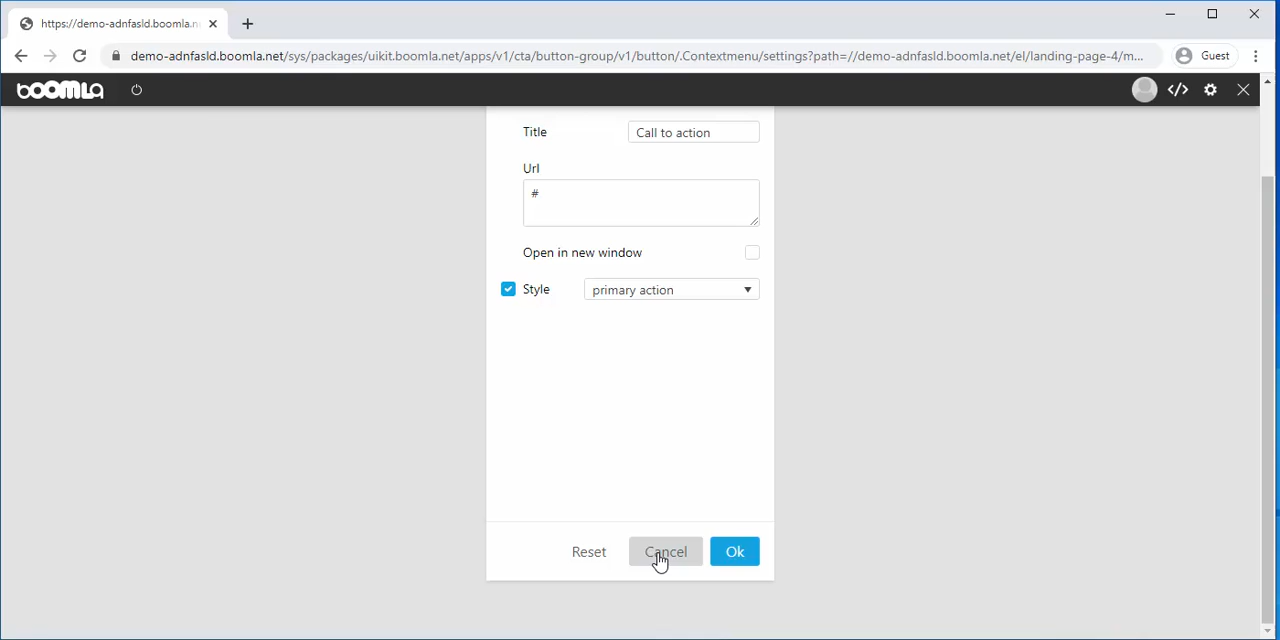 https://demo-adnfasld.boomla.n
demo-adnfasld.boomla.net/sys/packages/uikit.boomla.net/apps/v1/cta/button-group/v1/button/.Contextmenu/settings?path=//demo-adnfasld.boomla.net/el/landing-page-4/m...
Guest
boomla
Title
Call to action
Url
#
Open in new window
Style
primary action
Reset
Cancel
Ok